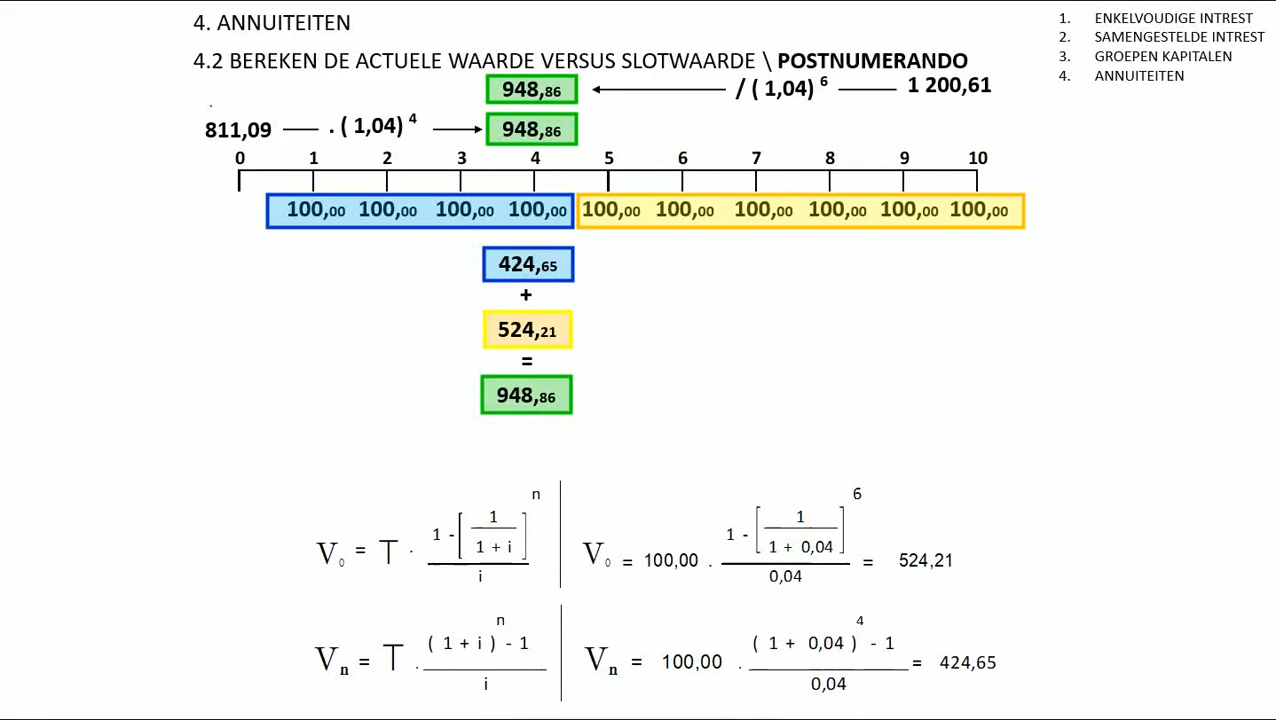 4. ANNUITEITEN
1. ENKELVOUDIGE INTREST
2. SAMENGESTELDE INTREST
3. GROEPEN KAPITALEN
4. ANNUITEITEN
4.2 BEREKEN DE ACTUELE WAARDE VERSUS SLOTWAARDE \ POSTNUMERANDO
948,86 / ( 1,04) 6 1 200,61
811,09 . ( 1,04) 4 948,86
0 1 2 3 4 5 6 7 8 9 10
100,00 100,00 100,00 100,00 100,00 100,00 100,00 100,00 100,00 100,00
424,65
+
524,21
=
948,86
V0 = T . 1 - [ 1 / 1 + i ] n / i
V0 = 100,00 . 1 - [ 1 / 1 + 0,04 ] 6 / 0,04 = 524,21
Vn = T . ( 1 + i ) n - 1 / i
Vn = 100,00 . ( 1 + 0,04 ) 4 - 1 / 0,04 = 424,65